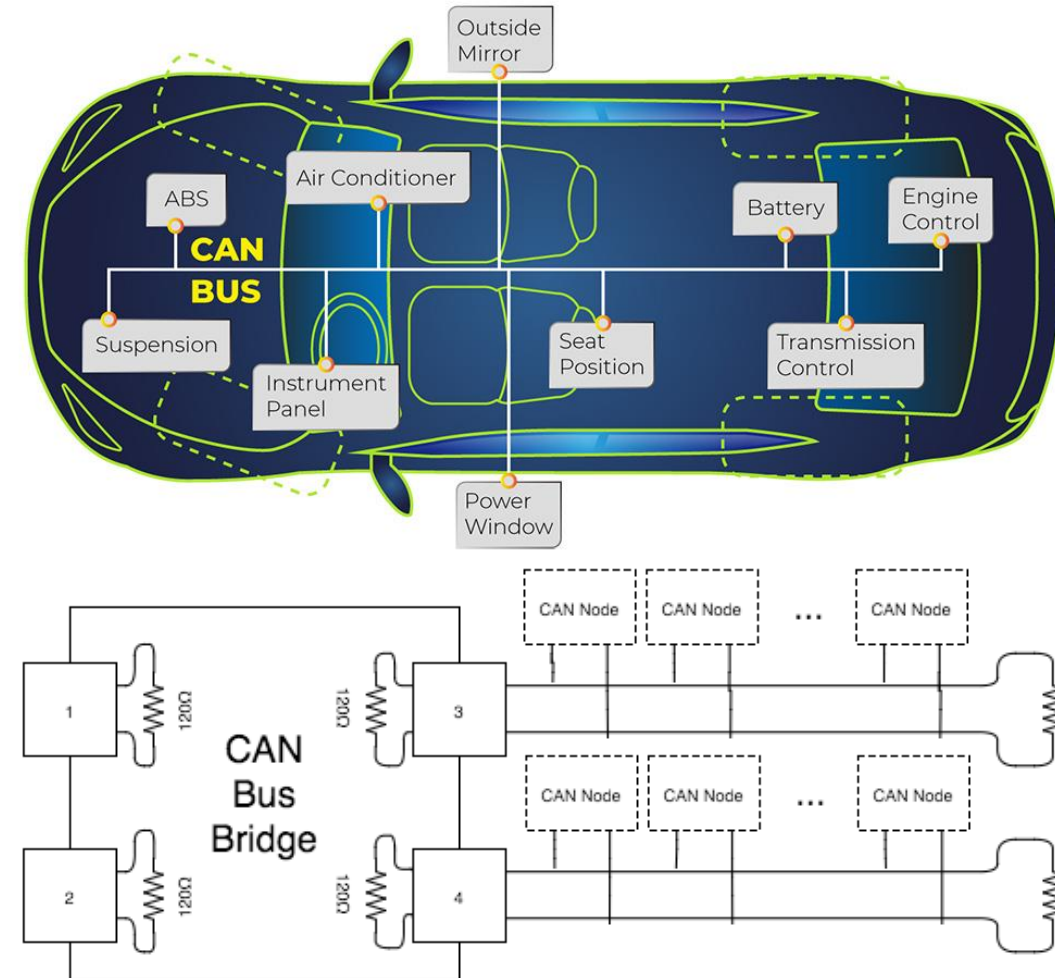 Outside
Mirror
Air Conditioner
ABS
Battery
Engine
Control
CAN
BUS
Suspension
Instrument
Panel
Seat
Position
Transmission
Control
Power
Window
CAN Node
CAN Node
...
CAN Node
1
120Ω
120Ω
3
CAN
Bus
Bridge
CAN Node
CAN Node
...
CAN Node
2
120Ω
120Ω
4